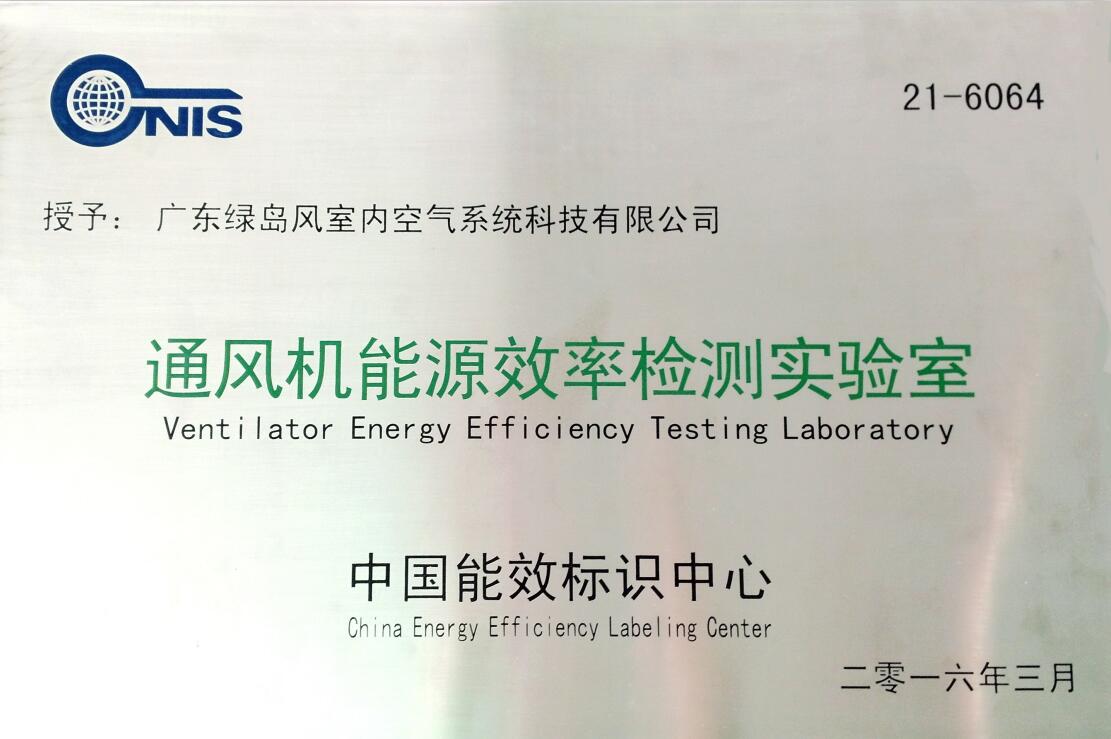 CNIS
21-6064
授予： 广东绿岛风室内空气系统科技有限公司
通风机能源效率检测实验室
Ventilator Energy Efficiency Testing Laboratory
中国能效标识中心
China Energy Efficiency Labeling Center
二零一六年三月